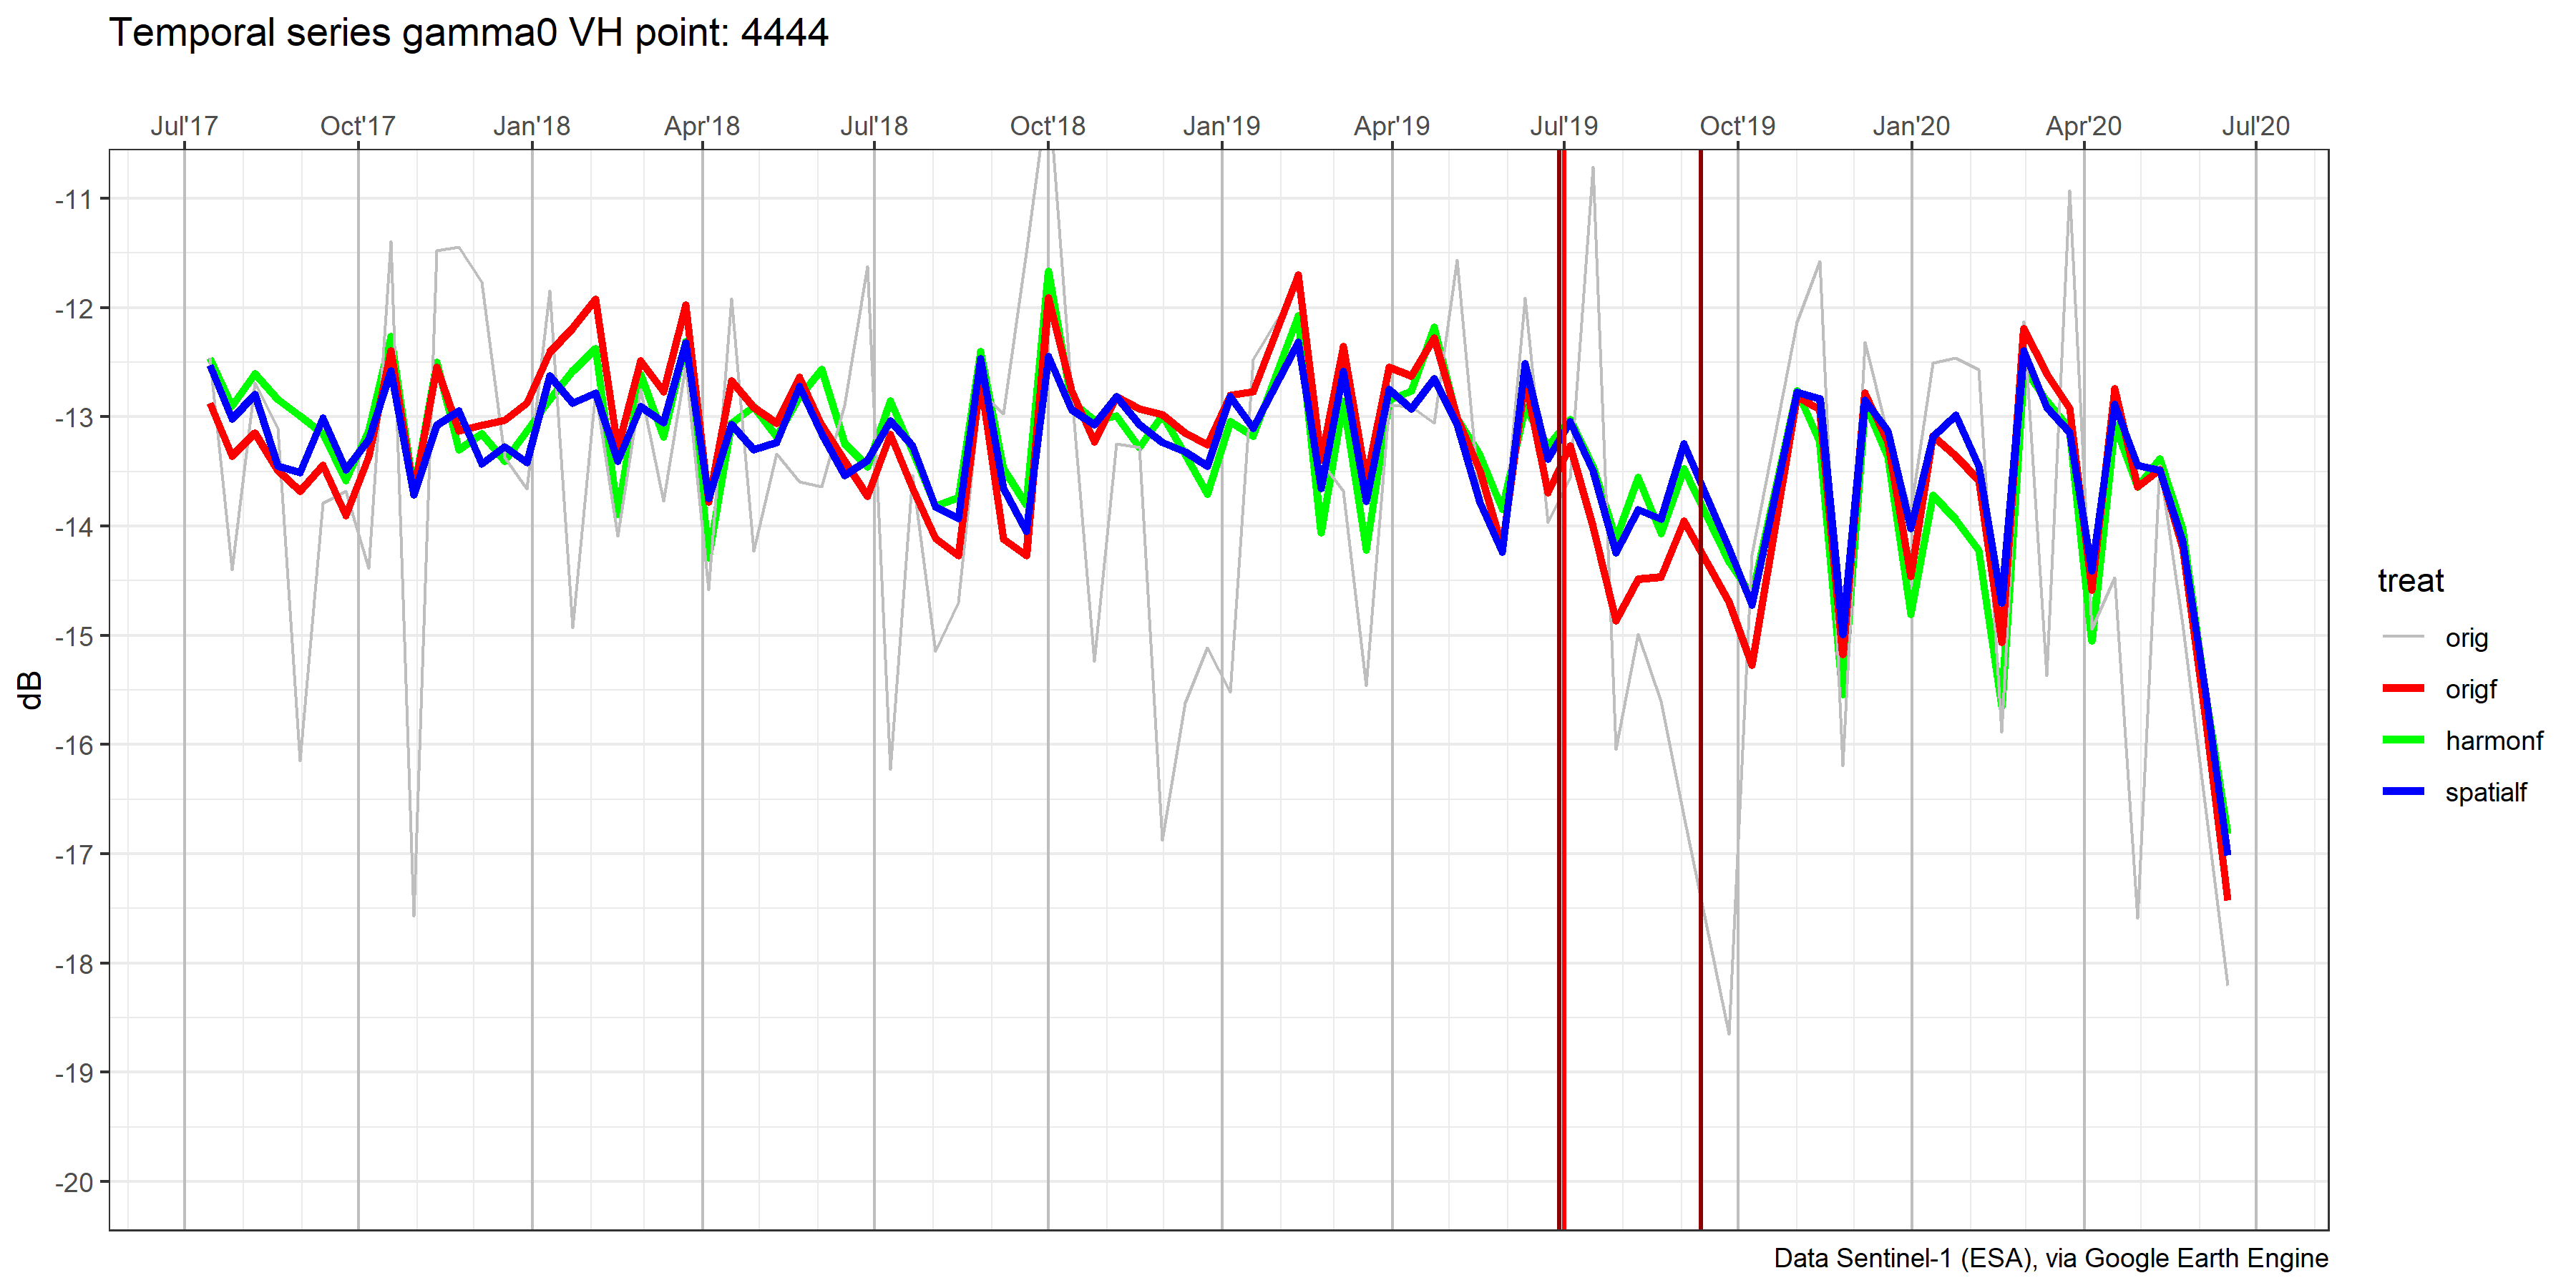 Temporal series gamma0 VH point: 4444
Jul'17 Oct'17 Jan'18 Apr'18 Jul'18 Oct'18 Jan'19 Apr'19 Jul'19 Oct'19 Jan'20 Apr'20 Jul'20
-11
-12
-13
-14
-15
-16
-17
-18
-19
-20
dB
treat
orig
origf
harmonf
spatialf
Data Sentinel-1 (ESA), via Google Earth Engine